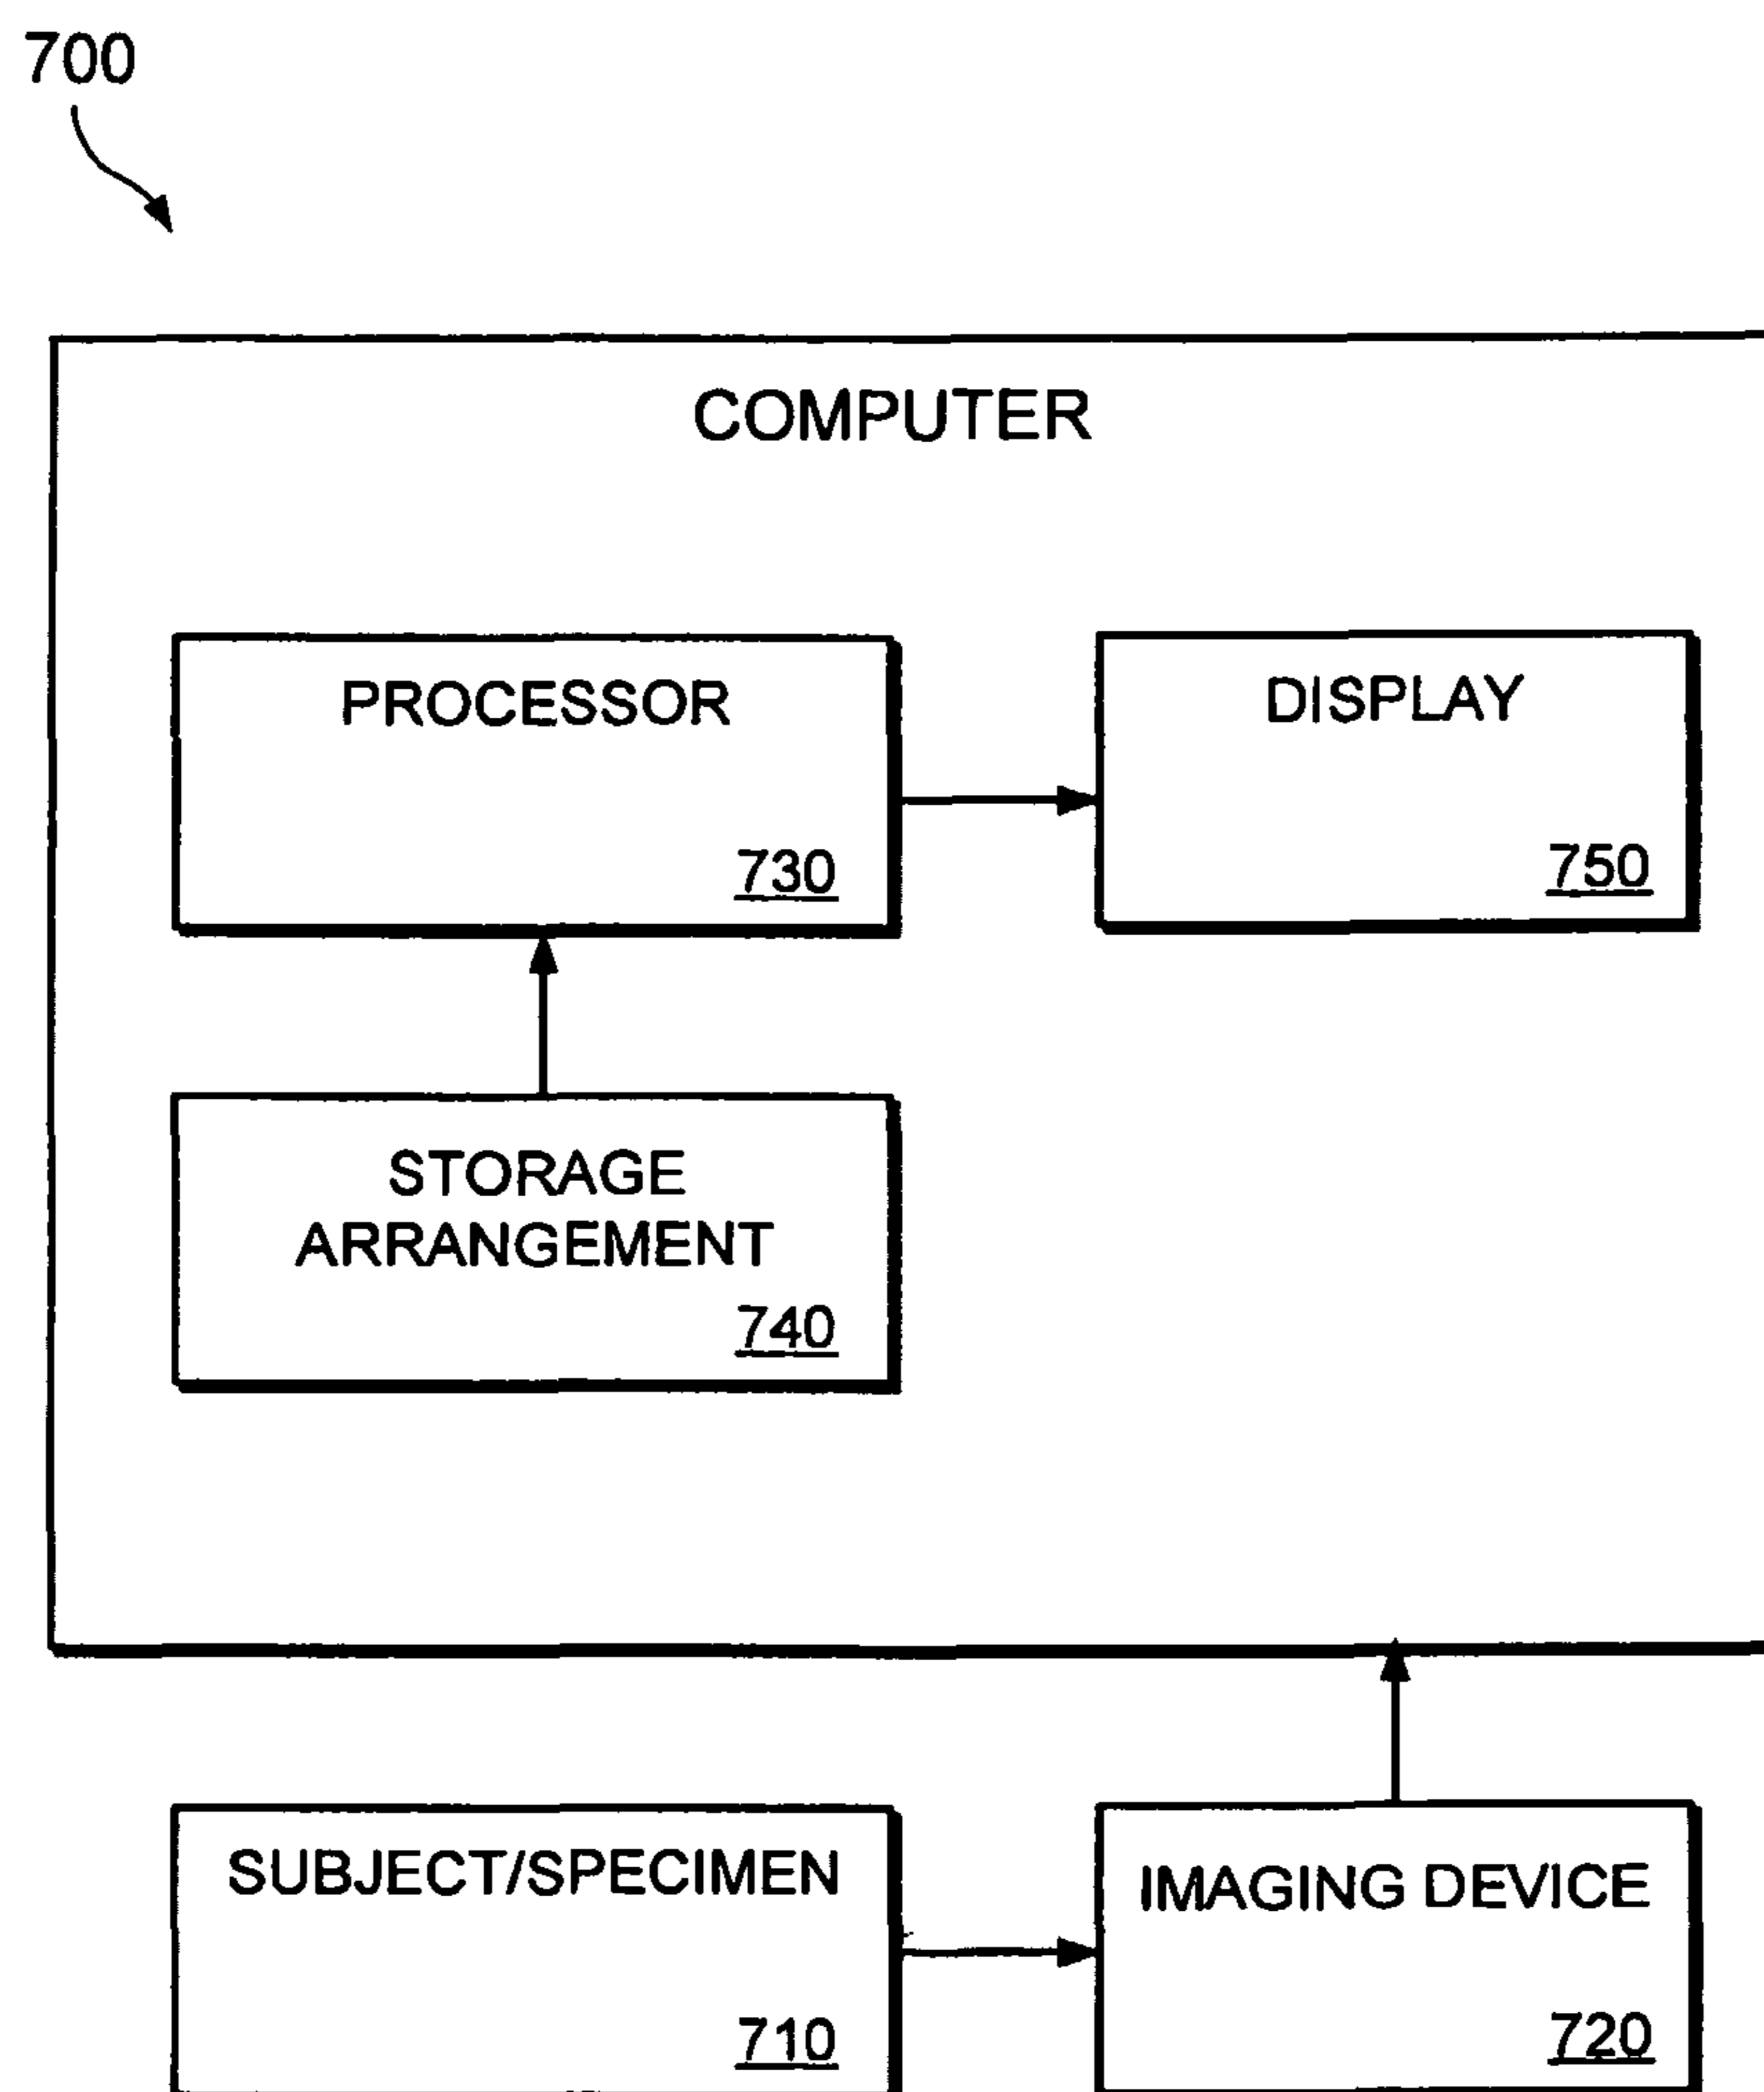 700
COMPUTER
PROCESSOR
730
DISPLAY
750
STORAGE
ARRANGEMENT
740
SUBJECT/SPECIMEN
710
IMAGING DEVICE
720